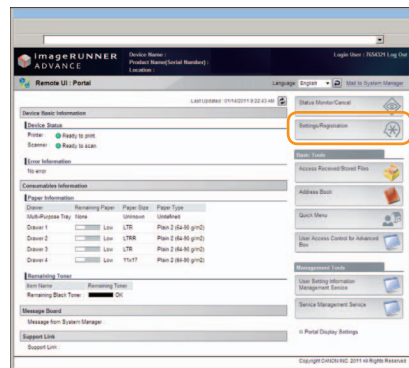 imageRUNNER ADVANCE
Device Name :
Product Name(Serial Number) :
Location :
Login User : 7654321 Log Out
Remote UI : Portal
Language English Mail to System Manager
Last Updated : 01/14/2011 8:22:43 AM
Device Basic Information
Device Status
Printer: Ready to print.
Scanner: Ready to scan.
Error Information
No error
Consumables Information
Paper Information
Drawer Remaining Paper Paper Size Paper Type
Multi-Purpose Tray None Unknown Undefined
Drawer 1 Low LTR Plain 2 (64-90 g/m2)
Drawer 2 Low LTRR Plain 2 (64-90 g/m2)
Drawer 3 Low LTR Plain 2 (64-90 g/m2)
Drawer 4 Low 11x17 Plain 2 (64-90 g/m2)
Remaining Toner
Item Name Remaining Toner
Remaining Black Toner : OK
Message Board
Message from System Manager :
Support Link
Support Link :
Status Monitor/Cancel
Settings/Registration
Basic Tools
Access Received/Stored Files
Address Book
Quick Menu
User Access Control for Advanced Box
Management Tools
User Setting Information Management Service
Service Management Service
Portal Display Settings
Copyright CANON INC. 2011 All Rights Reserved